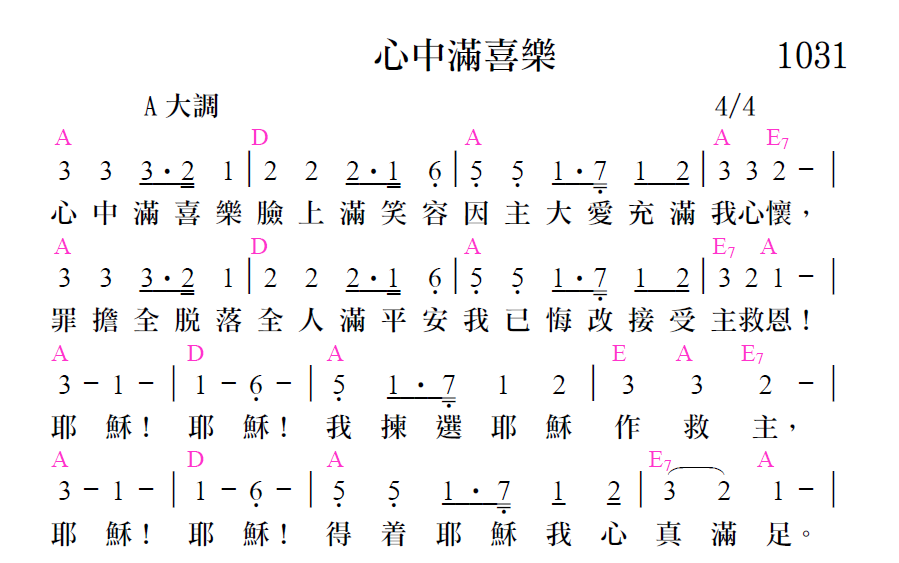 心中滿喜樂 1031
A 大調 4/4
A D A A E7
3 3 3·2 1 | 2 2 2·1 6̣ | 5̣ 5̣ 1·7̣ 1 2 | 3 3 2 – |
心中滿喜樂臉上滿笑容因主大愛充滿我心懷，
A D A E7 A
3 3 3·2 1 | 2 2 2·1 6̣ | 5̣ 5̣ 1·7̣ 1 2 | 3 2 1 – |
罪擔全脱落全人滿平安我已悔改接受主救恩！
A D A E A E7
3 – 1 – | 1 – 6̣ – | 5̣ 1·7̣ 1 2 | 3 3 2 – |
耶穌！耶穌！我揀選耶穌作救主，
A D A E7 A
3 – 1 – | 1 – 6̣ – | 5̣ 5̣ 1·7̣ 1 2 | 3 2 1 – |
耶穌！耶穌！得着耶穌我心真滿足。